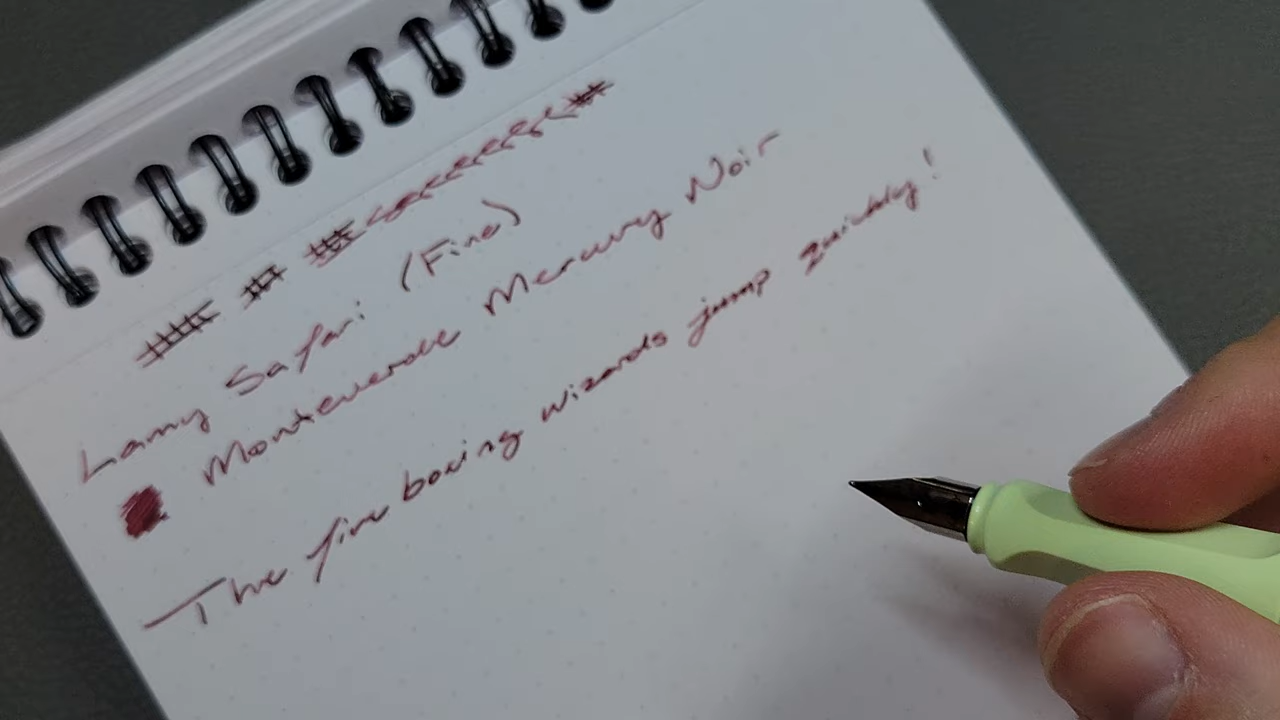 Lamy Safari (Fine)
Monteverde Mercury Noir
The five boxing wizards jump quickly!